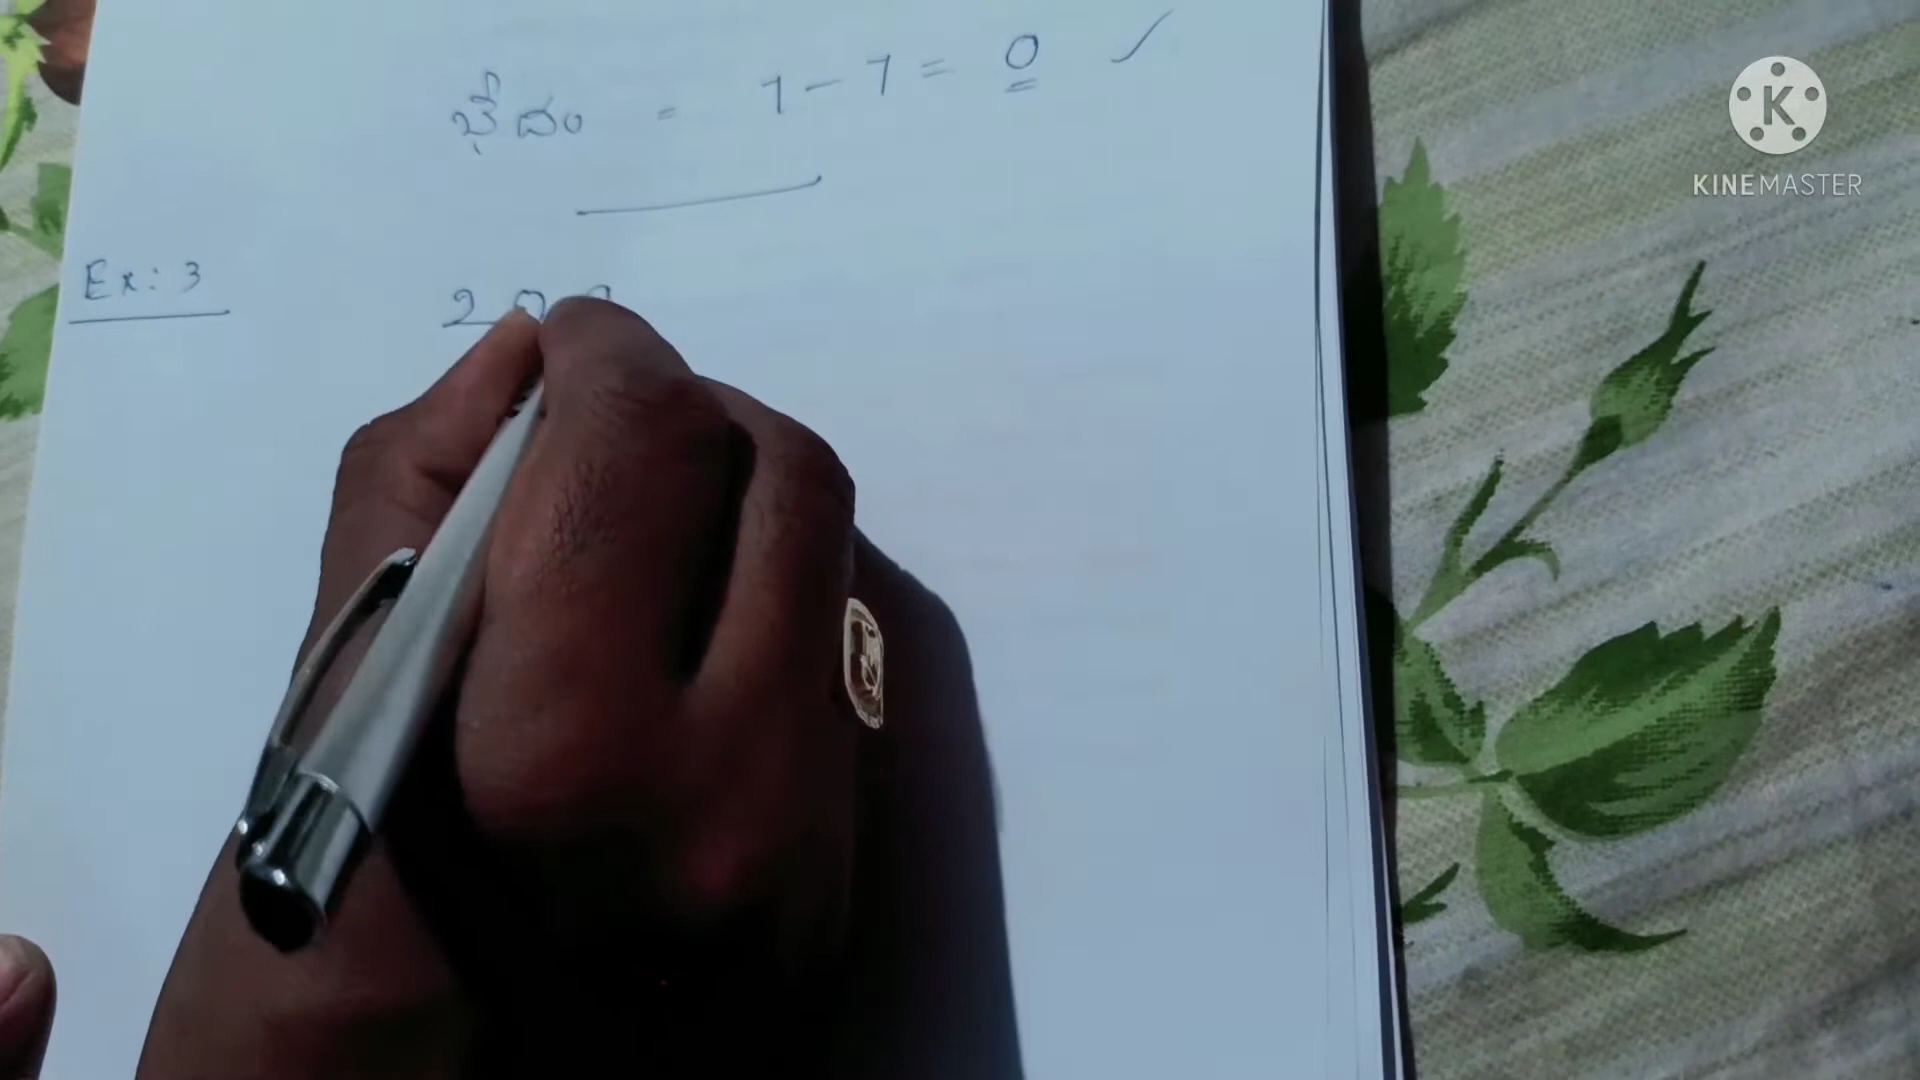 భేదం = 7 - 7 = 0 ✓
Ex: 3
KINEMASTER